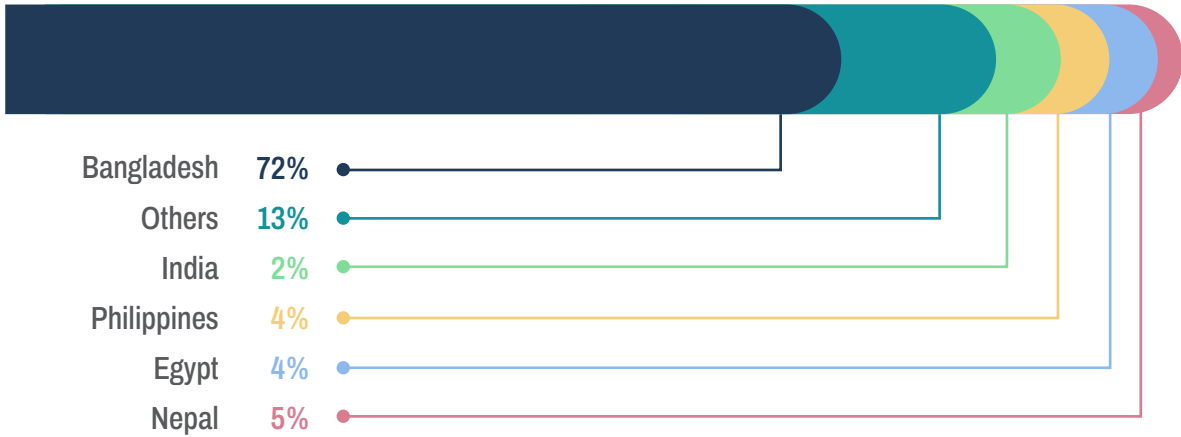 Bangladesh 72%
Others 13%
India 2%
Philippines 4%
Egypt 4%
Nepal 5%